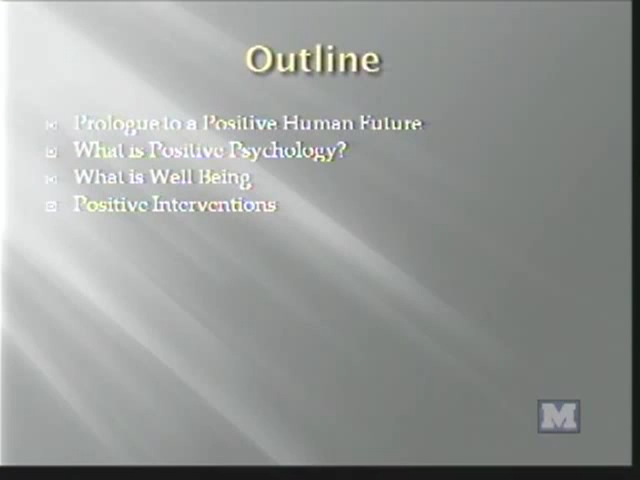 Outline
Prologue to a Positive Human Future
What is Positive Psychology?
What is Well Being
Positive Interventions
M